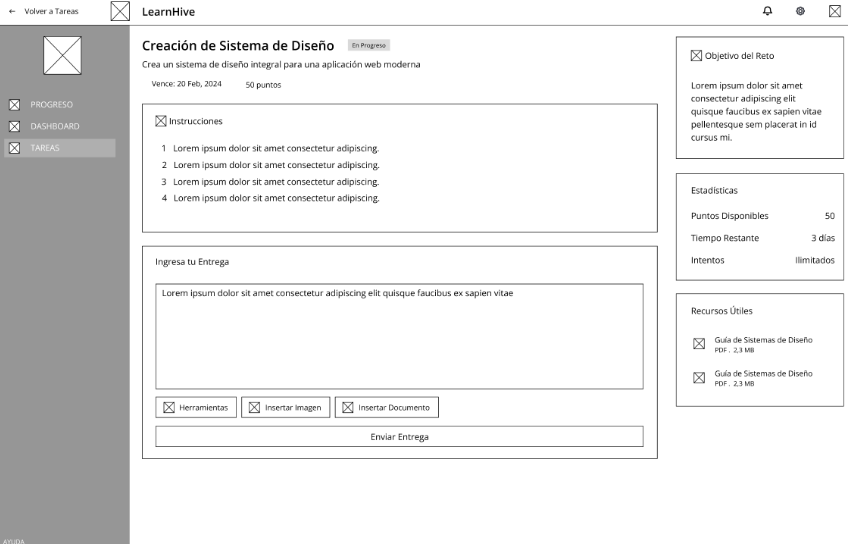 ← Volver a Tareas
LearnHive
PROGRESO
DASHBOARD
TAREAS
AYUDA
Creación de Sistema de Diseño
En Progreso
Crea un sistema de diseño integral para una aplicación web moderna
Vence: 20 Feb, 2024 50 puntos
Instrucciones
1 Lorem ipsum dolor sit amet consectetur adipiscing.
2 Lorem ipsum dolor sit amet consectetur adipiscing.
3 Lorem ipsum dolor sit amet consectetur adipiscing.
4 Lorem ipsum dolor sit amet consectetur adipiscing.
Ingresa tu Entrega
Lorem ipsum dolor sit amet consectetur adipiscing elit quisque faucibus ex sapien vitae
Herramientas
Insertar Imagen
Insertar Documento
Enviar Entrega
Objetivo del Reto
Lorem ipsum dolor sit amet
consectetur adipiscing elit
quisque faucibus ex sapien vitae
pellentesque sem placerat in id
cursus mi.
Estadísticas
Puntos Disponibles 50
Tiempo Restante 3 días
Intentos Ilimitados
Recursos Útiles
Guía de Sistemas de Diseño
PDF . 2,3 MB
Guía de Sistemas de Diseño
PDF . 2,3 MB